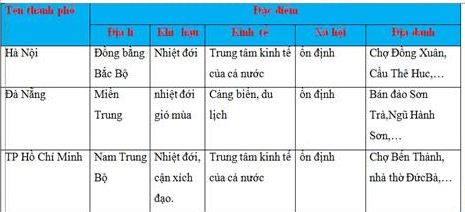 Tên thành phố
Đặc điểm
Địa lí
Khí hậu
Kinh tế
Xã hội
Địa danh
Hà Nội
Đồng bằng Bắc Bộ
Nhiệt đới
Trung tâm kinh tế của cả nước
ổn định
Chợ Đồng Xuân, Cầu Thê Huc,…
Đà Nẵng
Miền Trung
nhiệt đới gió mùa
Cảng biển, du lịch
ổn định
Bán đảo Sơn Trà,Ngũ Hành Sơn,…
TP Hồ Chí Minh
Nam Trung Bộ
Nhiệt đới, cận xích đạo.
Trung tâm kinh tế của cả nước
ổn định
Chợ Bến Thành, nhà thờ ĐứcBà,…